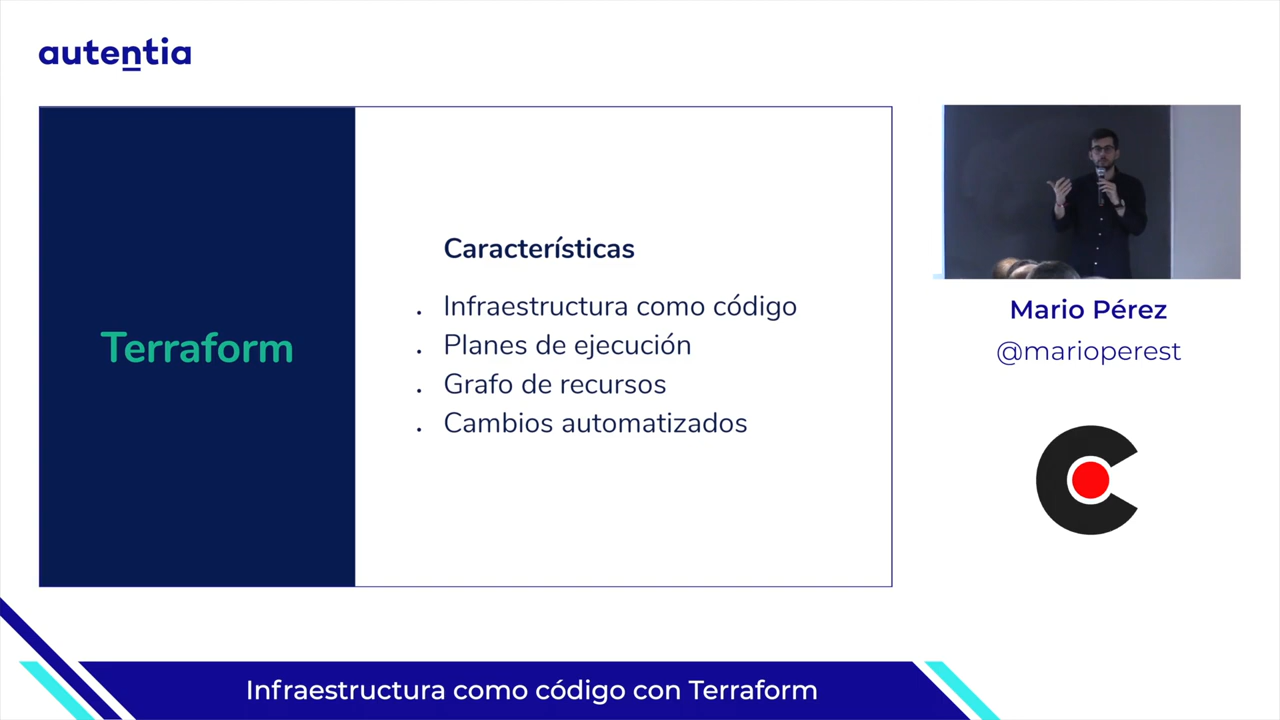 autentia
Terraform
Características
. Infraestructura como código
. Planes de ejecución
. Grafo de recursos
. Cambios automatizados
Mario Pérez
@marioperest
Infraestructura como código con Terraform